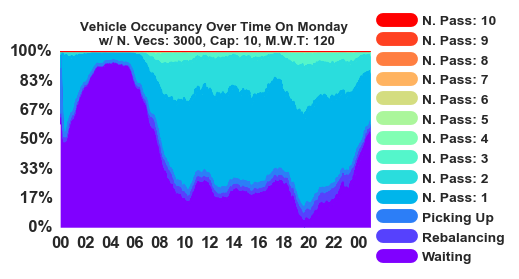 Vehicle Occupancy Over Time On Monday
w/ N. Vecs: 3000, Cap: 10, M.W.T: 120
100%
83%
67%
50%
33%
17%
0%
00 02 04 06 08 10 12 14 16 18 20 22 00
N. Pass: 10
N. Pass: 9
N. Pass: 8
N. Pass: 7
N. Pass: 6
N. Pass: 5
N. Pass: 4
N. Pass: 3
N. Pass: 2
N. Pass: 1
Picking Up
Rebalancing
Waiting